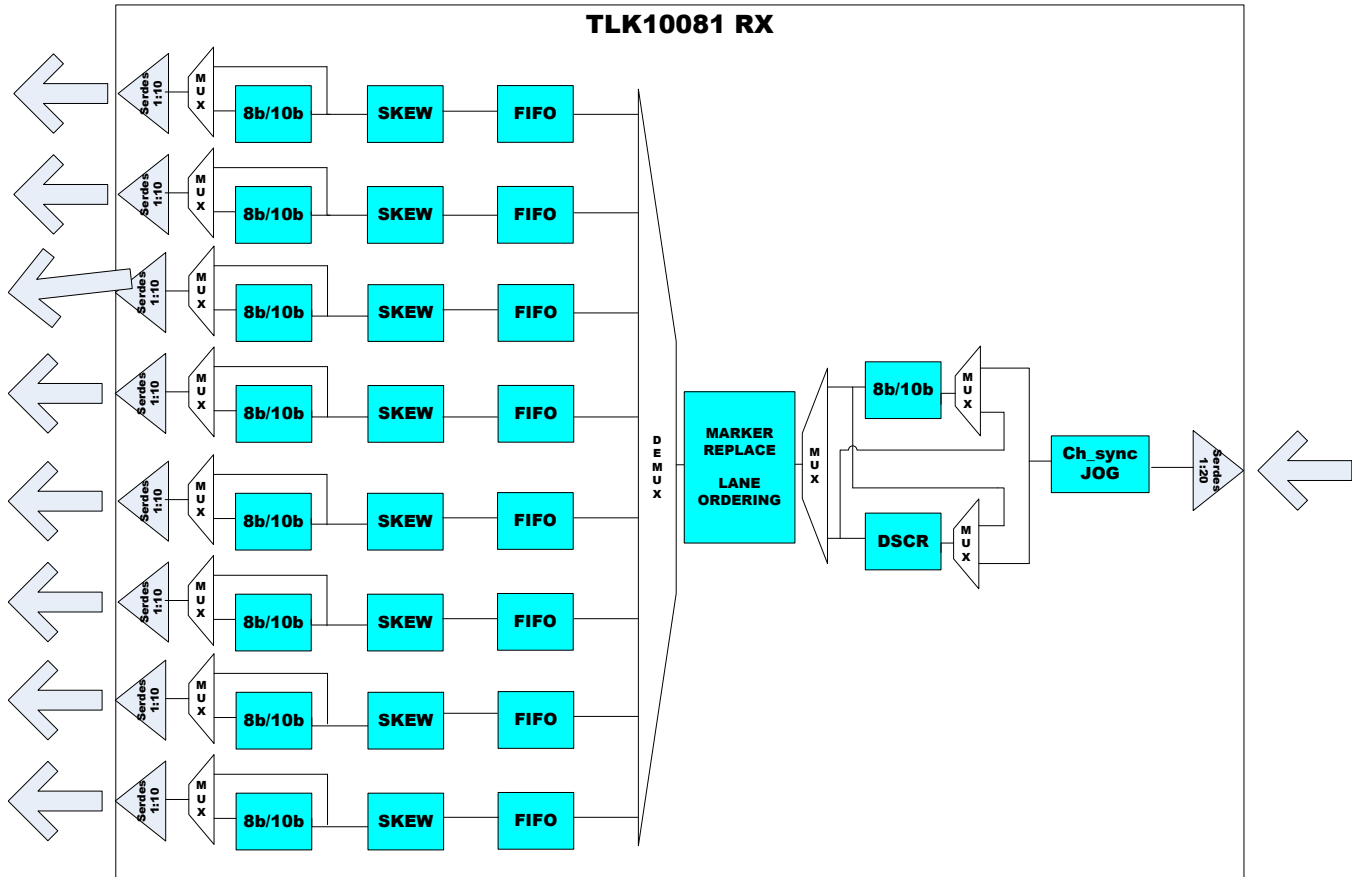 TLK10081 RX
Serdes
1:10
MUX
8b/10b
SKEW
FIFO
Serdes
1:10
MUX
8b/10b
SKEW
FIFO
Serdes
1:10
MUX
8b/10b
SKEW
FIFO
Serdes
1:10
MUX
8b/10b
SKEW
FIFO
Serdes
1:10
MUX
8b/10b
SKEW
FIFO
Serdes
1:10
MUX
8b/10b
SKEW
FIFO
Serdes
1:10
MUX
8b/10b
SKEW
FIFO
Serdes
1:10
MUX
8b/10b
SKEW
FIFO
DEMUX
MARKER
REPLACE
LANE
ORDERING
MUX
8b/10b
MUX
DSCR
MUX
Ch_sync
JOG
Serdes
1:20